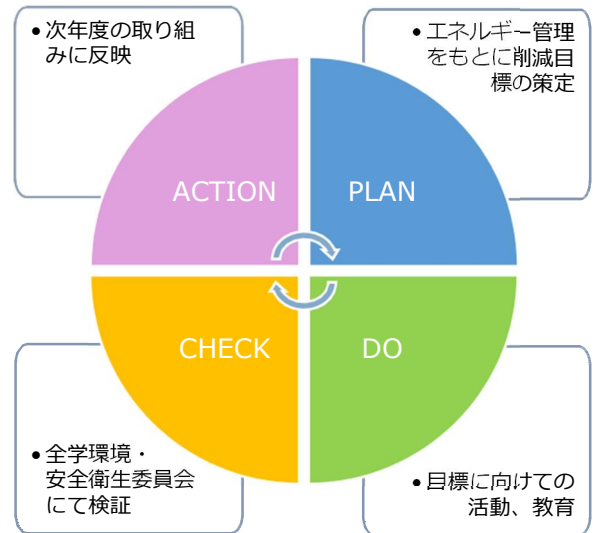 • 次年度の取り組
みに反映
• エネルギー管理
をもとに削減目
標の策定
ACTION
PLAN
CHECK
DO
• 全学環境・
安全衛生委員会
にて検証
• 目標に向けての
活動、教育